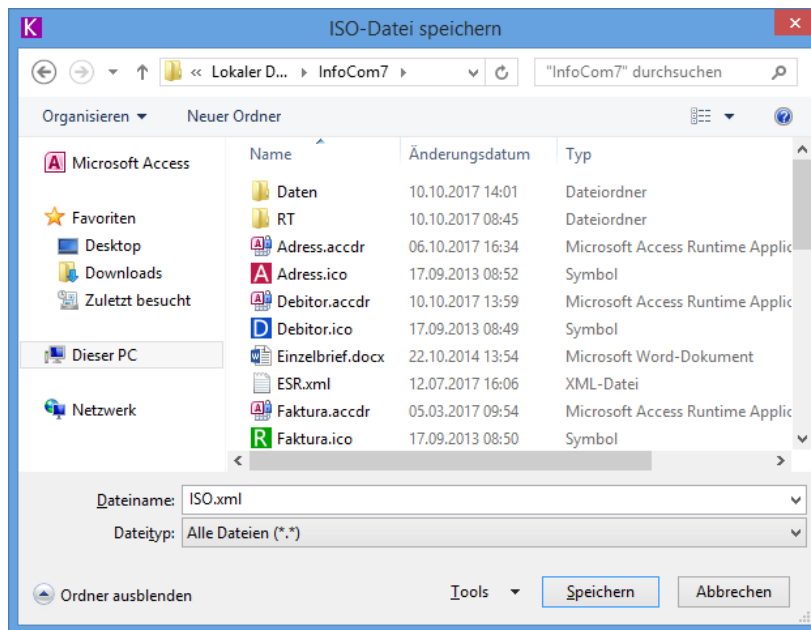 K
ISO-Datei speichern
« Lokaler D... InfoCom7
"InfoCom7" durchsuchen
Organisieren Neuer Ordner
Name Änderungsdatum Typ
Microsoft Access
Favoriten
Desktop
Downloads
Zuletzt besucht
Dieser PC
Netzwerk
Daten 10.10.2017 14:01 Dateiordner
RT 10.10.2017 08:45 Dateiordner
Adress.accdr 06.10.2017 16:34 Microsoft Access Runtime Applic
Adress.ico 17.09.2013 08:52 Symbol
Debitor.accdr 10.10.2017 13:59 Microsoft Access Runtime Applic
Debitor.ico 17.09.2013 08:49 Symbol
Einzelbrief.docx 22.10.2014 13:54 Microsoft Word-Dokument
ESR.xml 12.07.2017 16:06 XML-Datei
Faktura.accdr 05.03.2017 09:54 Microsoft Access Runtime Applic
Faktura.ico 17.09.2013 08:50 Symbol
Dateiname: ISO.xml
Dateityp: Alle Dateien (*.*)
Ordner ausblenden Tools Speichern Abbrechen